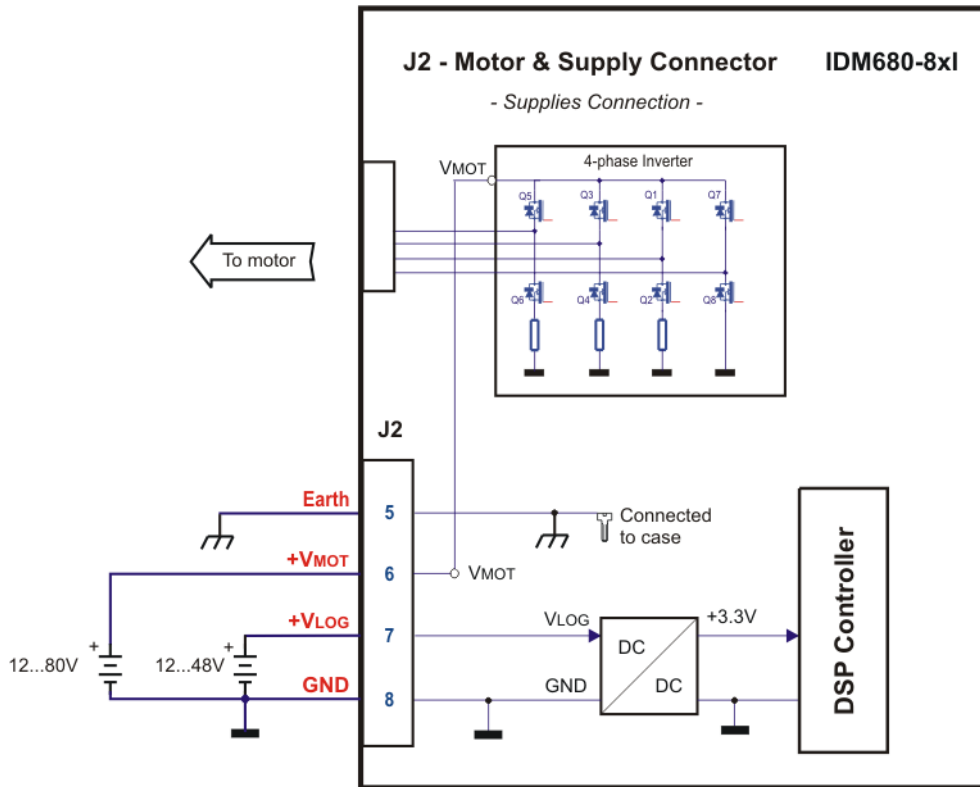 J2 - Motor & Supply Connector IDM680-8xI
- Supplies Connection -
4-phase Inverter
VMOT
Q5 Q3 Q1 Q7
To motor
Q6 Q4 Q2 Q8
J2
Earth 5 Connected
to case
+VMOT 6 VMOT
+VLOG 7 VLOG +3.3V
12...80V + 12...48V + DC
DC
GND 8 GND
DSP Controller